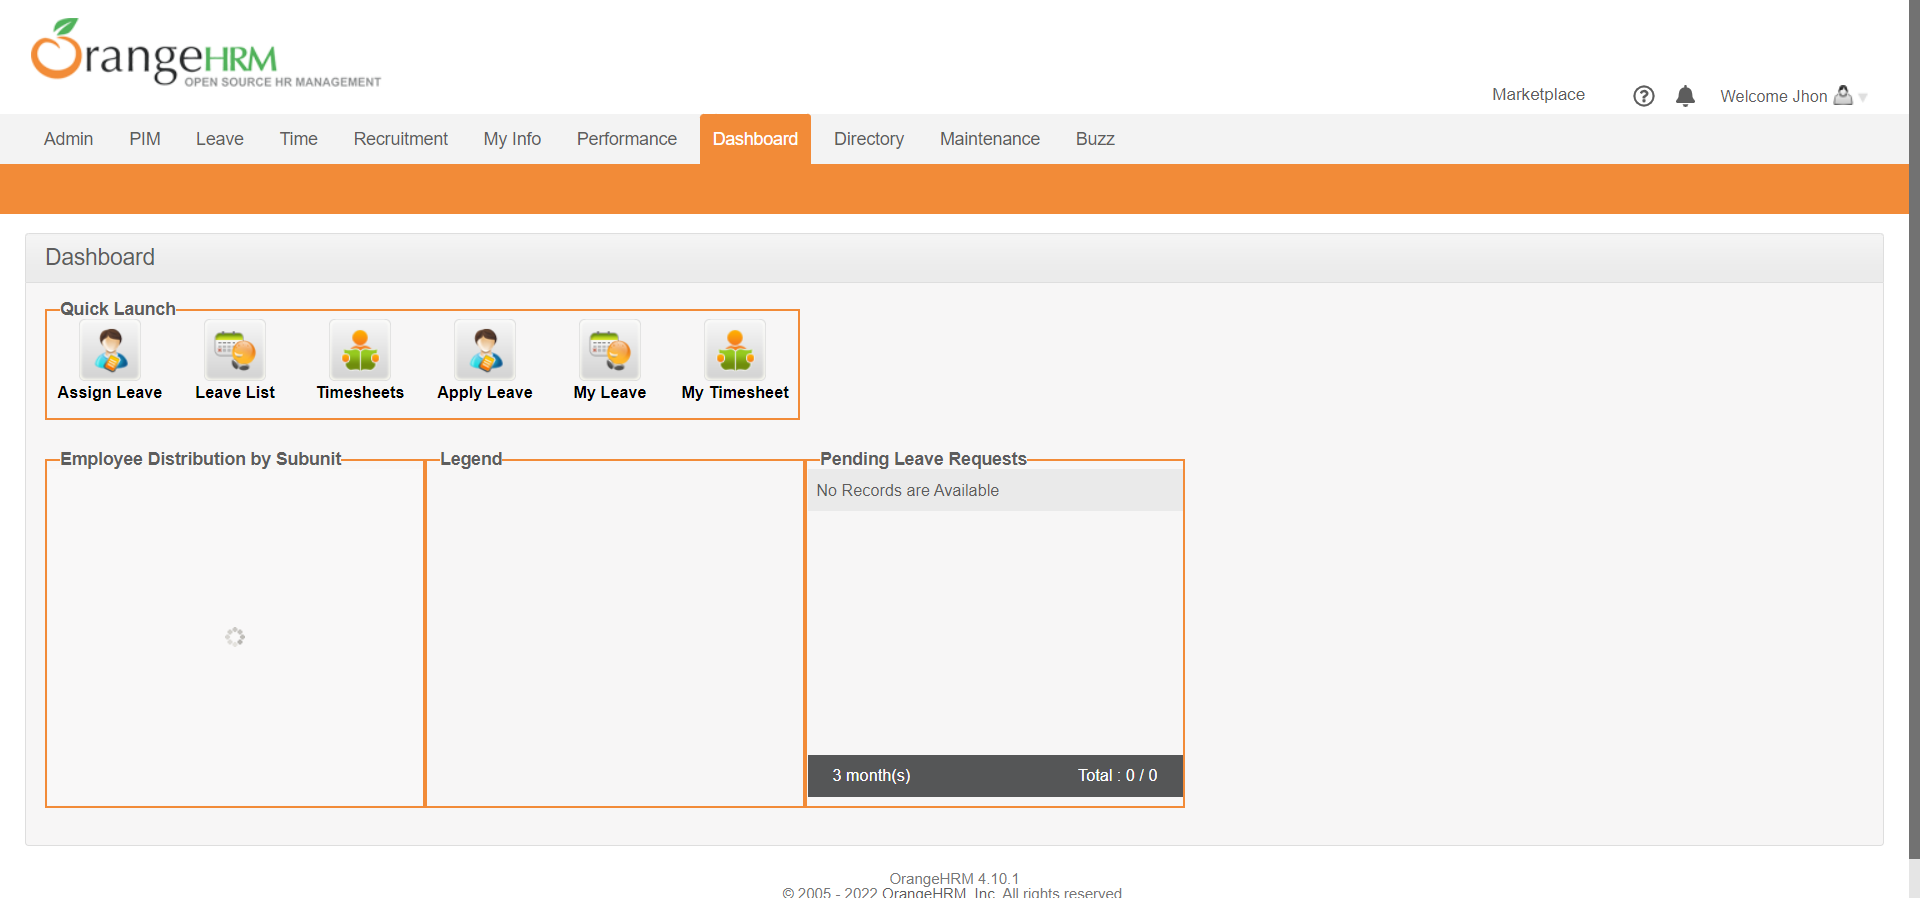 OrangeHRM
OPEN SOURCE HR MANAGEMENT
Marketplace
Welcome Jhon
Admin PIM Leave Time Recruitment My Info Performance Dashboard Directory Maintenance Buzz
Dashboard
Quick Launch
Assign Leave Leave List Timesheets Apply Leave My Leave My Timesheet
Employee Distribution by Subunit Legend Pending Leave Requests
No Records are Available
3 month(s) Total : 0 / 0
OrangeHRM 4.10.1
© 2005 - 2022 OrangeHRM, Inc. All rights reserved